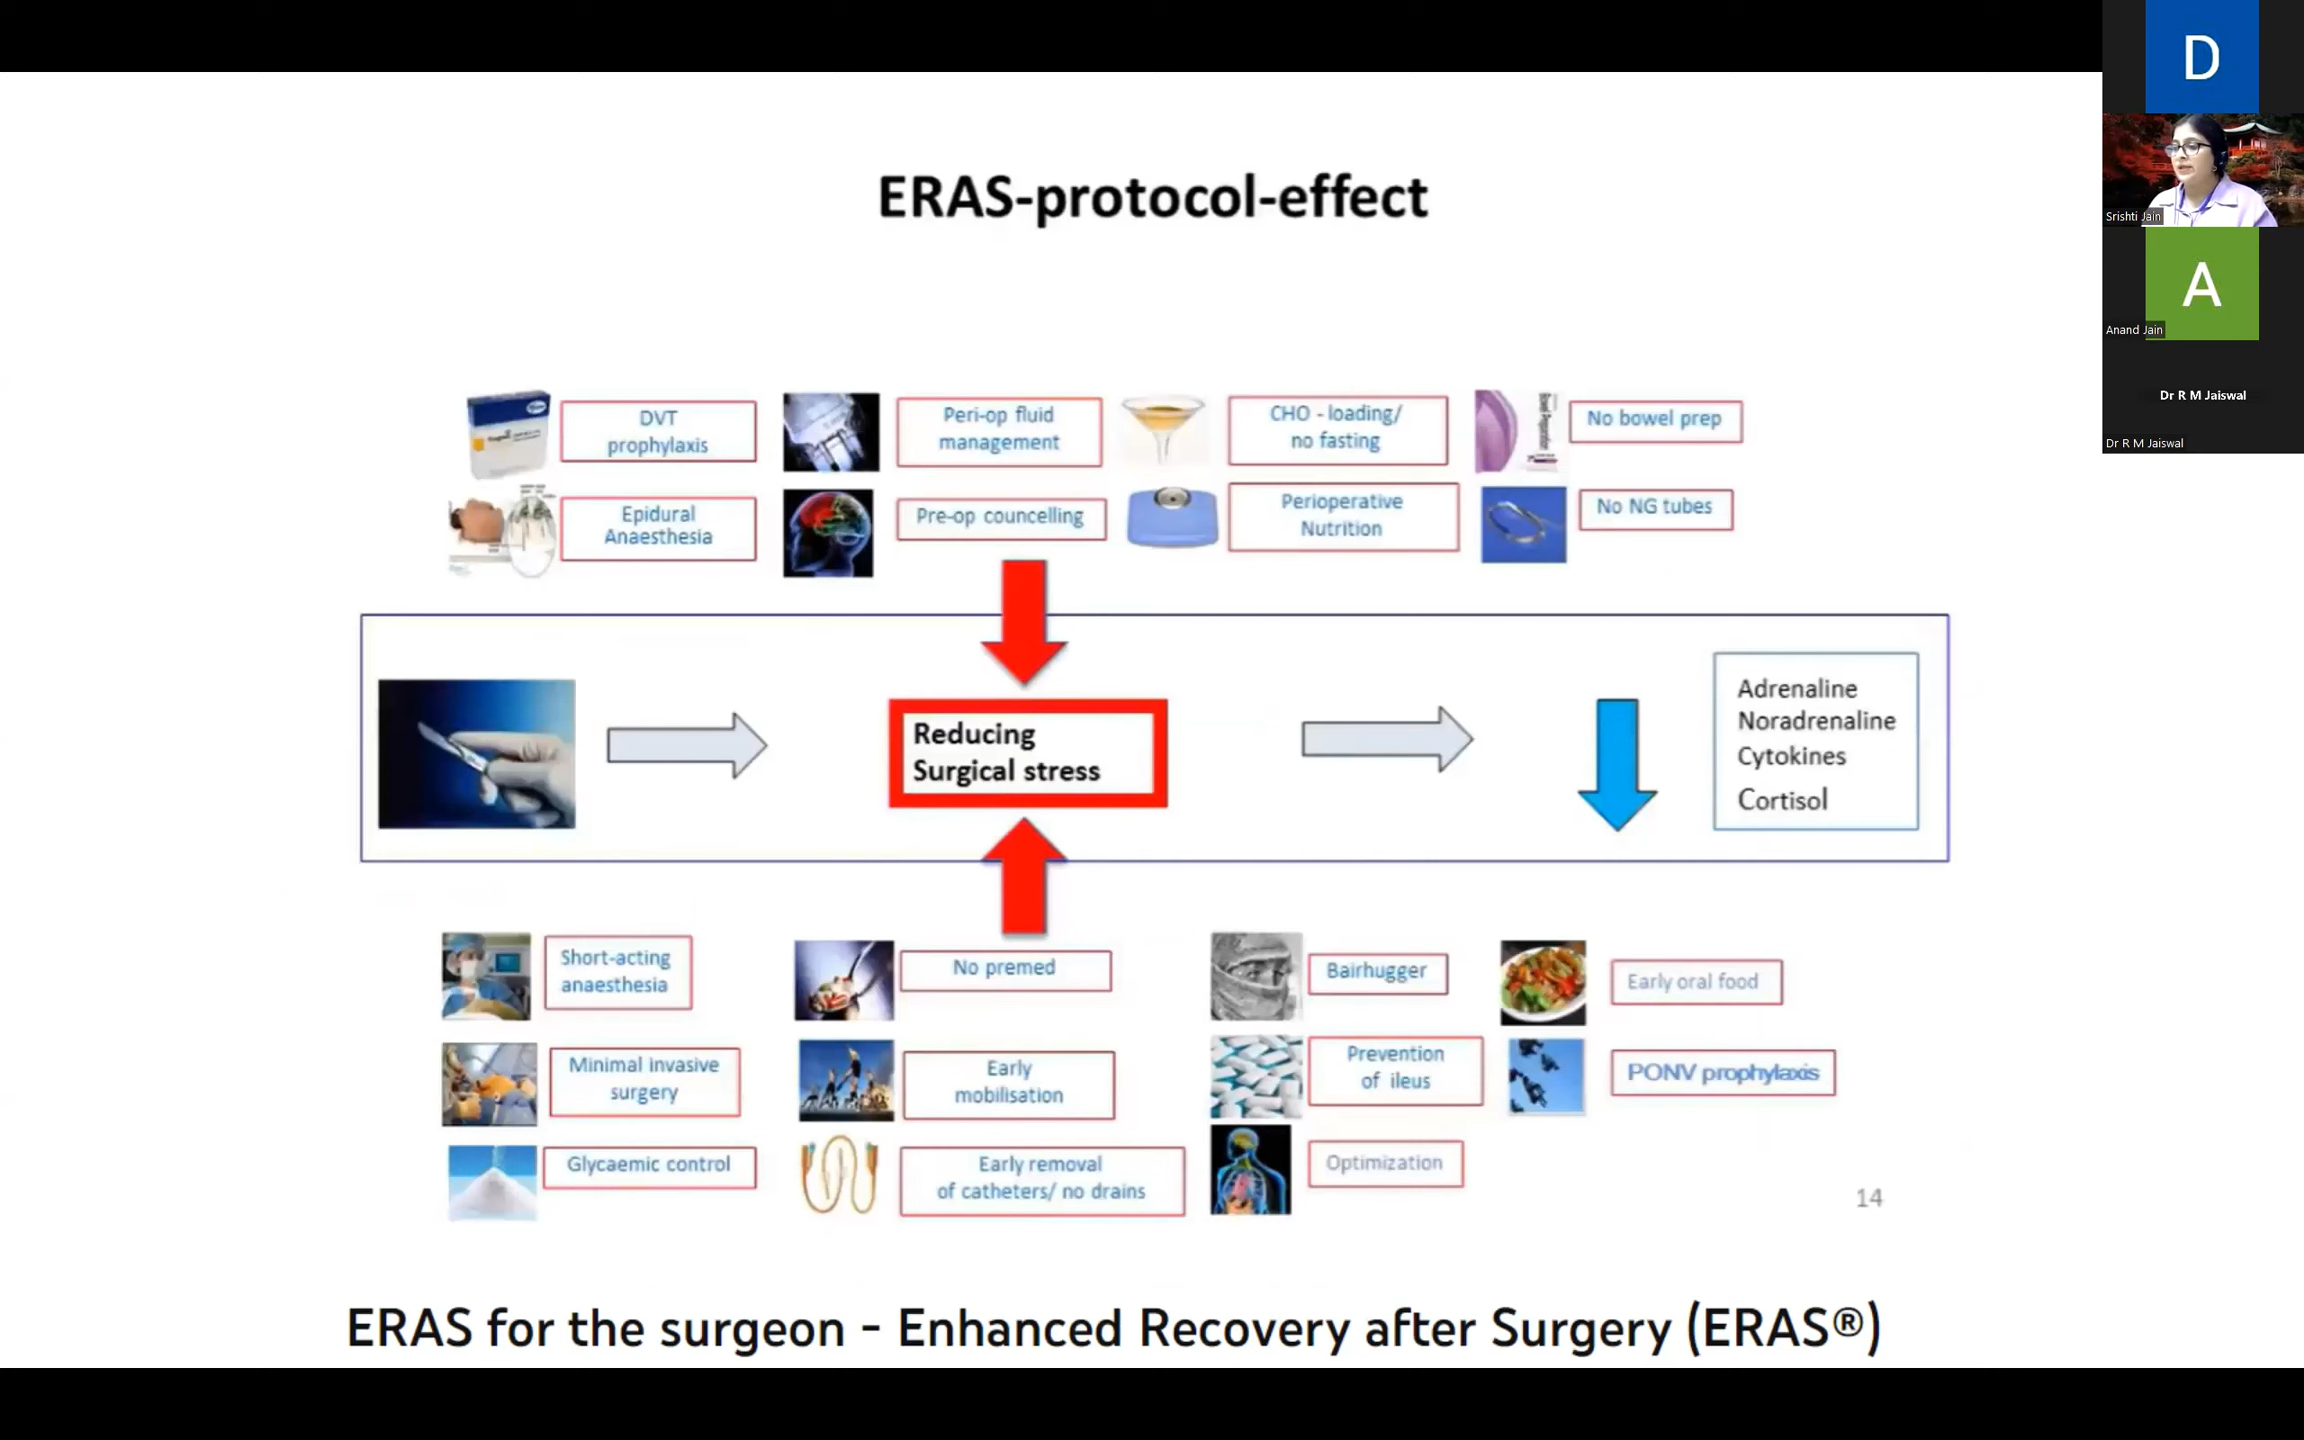 ERAS-protocol-effect
DVT
prophylaxis
Peri-op fluid
management
CHO - loading/
no fasting
No bowel prep
Epidural
Anaesthesia
Pre-op councelling
Perioperative
Nutrition
No NG tubes
Reducing
Surgical stress
Adrenaline
Noradrenaline
Cytokines
Cortisol
Short-acting
anaesthesia
No premed
Bairhugger
Early oral food
Minimal invasive
surgery
Early
mobilisation
Prevention
of ileus
PONV prophylaxis
Glycaemic control
Early removal
of catheters/ no drains
Optimization
14
ERAS for the surgeon - Enhanced Recovery after Surgery (ERAS®)
D
Srishti Jain
A
Anand Jain
Dr R M Jaiswal
Dr R M Jaiswal